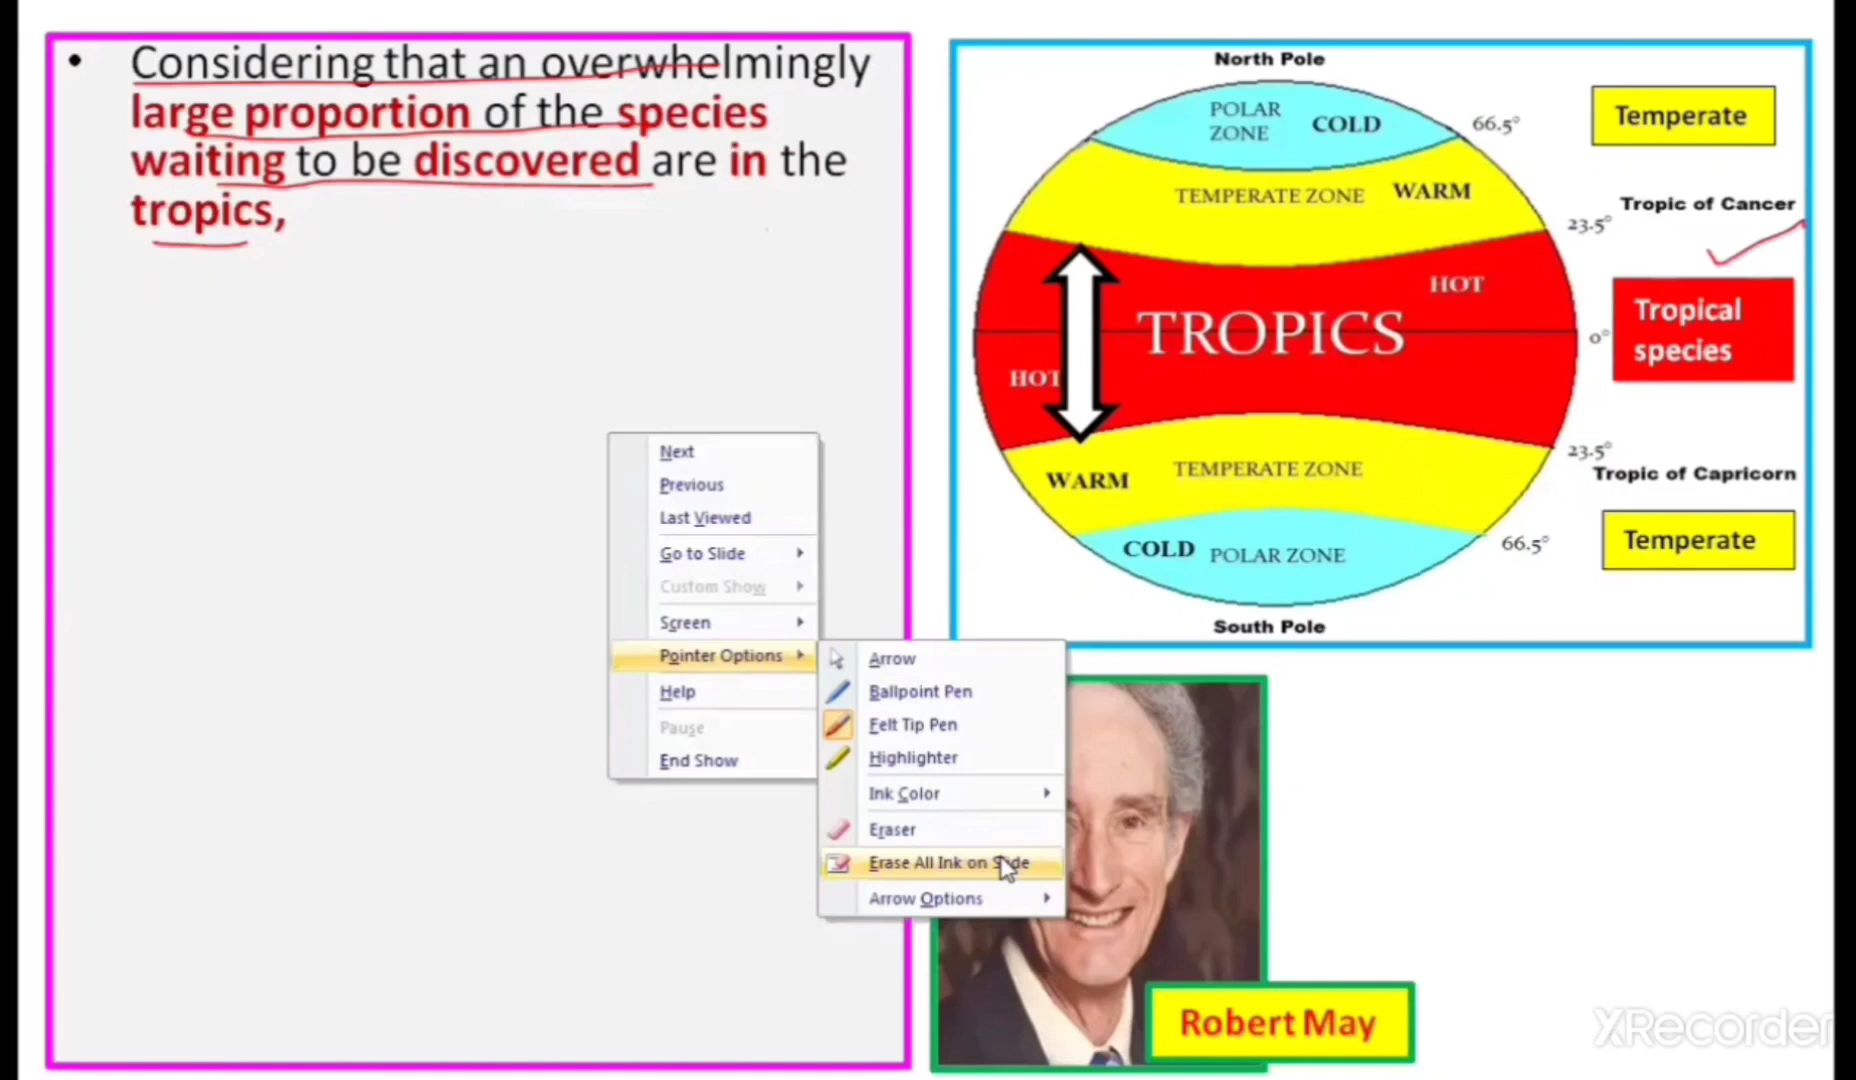 • Considering that an overwhelmingly
large proportion of the species
waiting to be discovered are in the
tropics,
North Pole
POLAR
ZONE
COLD
66.5°
Temperate
TEMPERATE ZONE
WARM
Tropic of Cancer
23.5°
HOT
TROPICS
Tropical
species
0°
HOT
23.5°
Tropic of Capricorn
WARM
TEMPERATE ZONE
Temperate
COLD
POLAR ZONE
66.5°
South Pole
Next
Previous
Last Viewed
Go to Slide
Custom Show
Screen
Pointer Options
Help
Pause
End Show
Arrow
Ballpoint Pen
Felt Tip Pen
Highlighter
Ink Color
Eraser
Erase All Ink on Slide
Arrow Options
Robert May
XRecorder